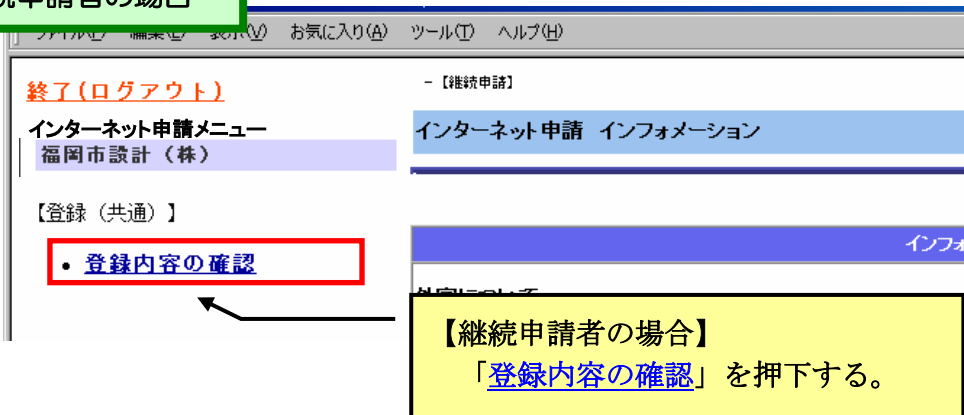 続申請者の場合
ファイル(F) 編集(E) 表示(V) お気に入り(A) ツール(T) ヘルプ(H)
終了(ログアウト)
インターネット申請メニュー
福岡市設計（株）
【登録（共通）】
• 登録内容の確認
－【継続申請】
インターネット申請 インフォメーション
インフォ
【継続申請者の場合】
「登録内容の確認」を押下する。